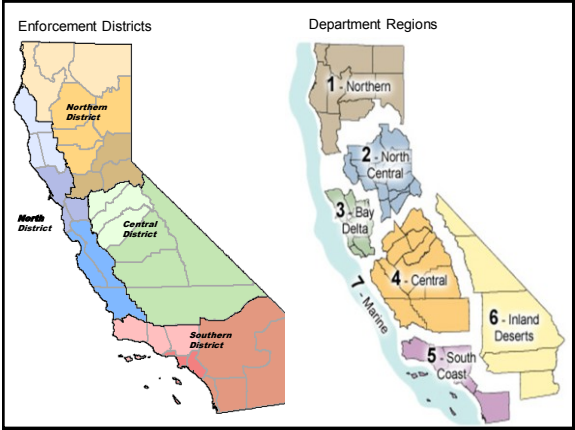 Enforcement Districts
Northern
District
North
District
Central
District
Southern
District
Department Regions
1 - Northern
2 - North
Central
3 - Bay
Delta
4 - Central
7 - Marine
6 - Inland
Deserts
5 - South
Coast